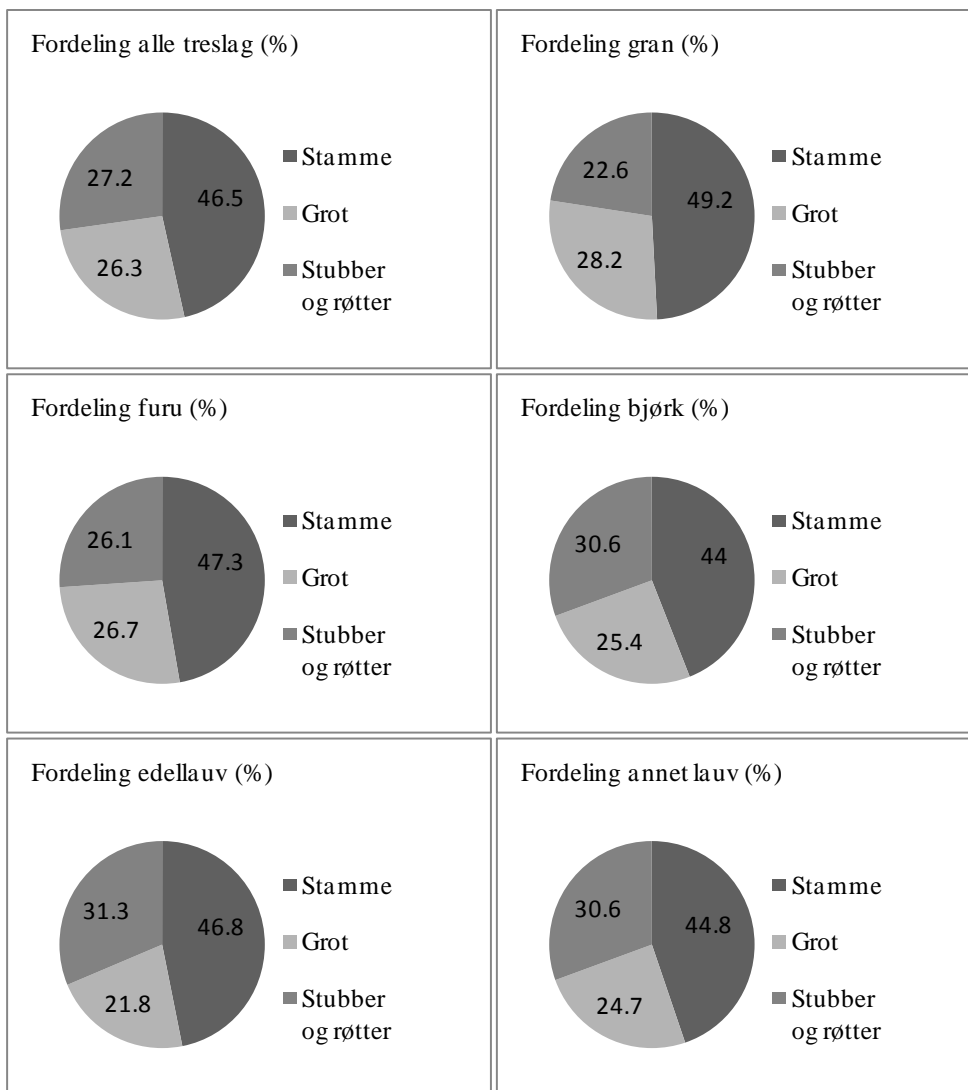 Fordeling alle treslag (%)
27.2
46.5
26.3
Stamme
Grot
Stubber
og røtter
Fordeling gran (%)
22.6
49.2
28.2
Stamme
Grot
Stubber
og røtter
Fordeling furu (%)
26.1
47.3
26.7
Stamme
Grot
Stubber
og røtter
Fordeling bjørk (%)
30.6
44
25.4
Stamme
Grot
Stubber
og røtter
Fordeling edellauv (%)
31.3
46.8
21.8
Stamme
Grot
Stubber
og røtter
Fordeling annet lauv (%)
30.6
44.8
24.7
Stamme
Grot
Stubber
og røtter